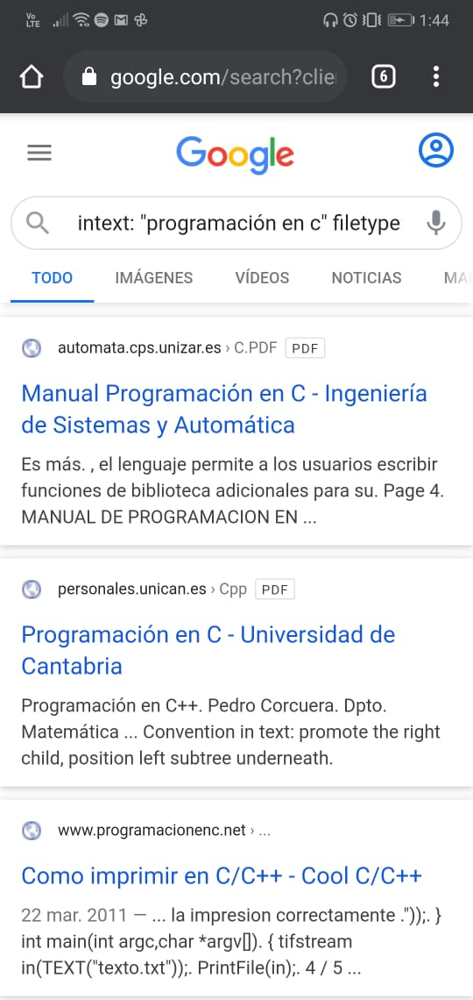 Vo LTE 1:44
google.com/search?clie 6
Google
intext: "programación en c" filetype
TODO IMÁGENES VÍDEOS NOTICIAS MA
automata.cps.unizar.es › C.PDF PDF
Manual Programación en C - Ingeniería
de Sistemas y Automática
Es más. , el lenguaje permite a los usuarios escribir
funciones de biblioteca adicionales para su. Page 4.
MANUAL DE PROGRAMACION EN ...
personales.unican.es › Cpp PDF
Programación en C - Universidad de
Cantabria
Programación en C++. Pedro Corcuera. Dpto.
Matemática ... Convention in text: promote the right
child, position left subtree underneath.
www.programacionenc.net › ...
Como imprimir en C/C++ - Cool C/C++
22 mar. 2011 — ... la impresion correctamente ."));. }
int main(int argc,char *argv[]). { tifstream
in(TEXT("texto.txt"));. PrintFile(in);. 4 / 5 ...